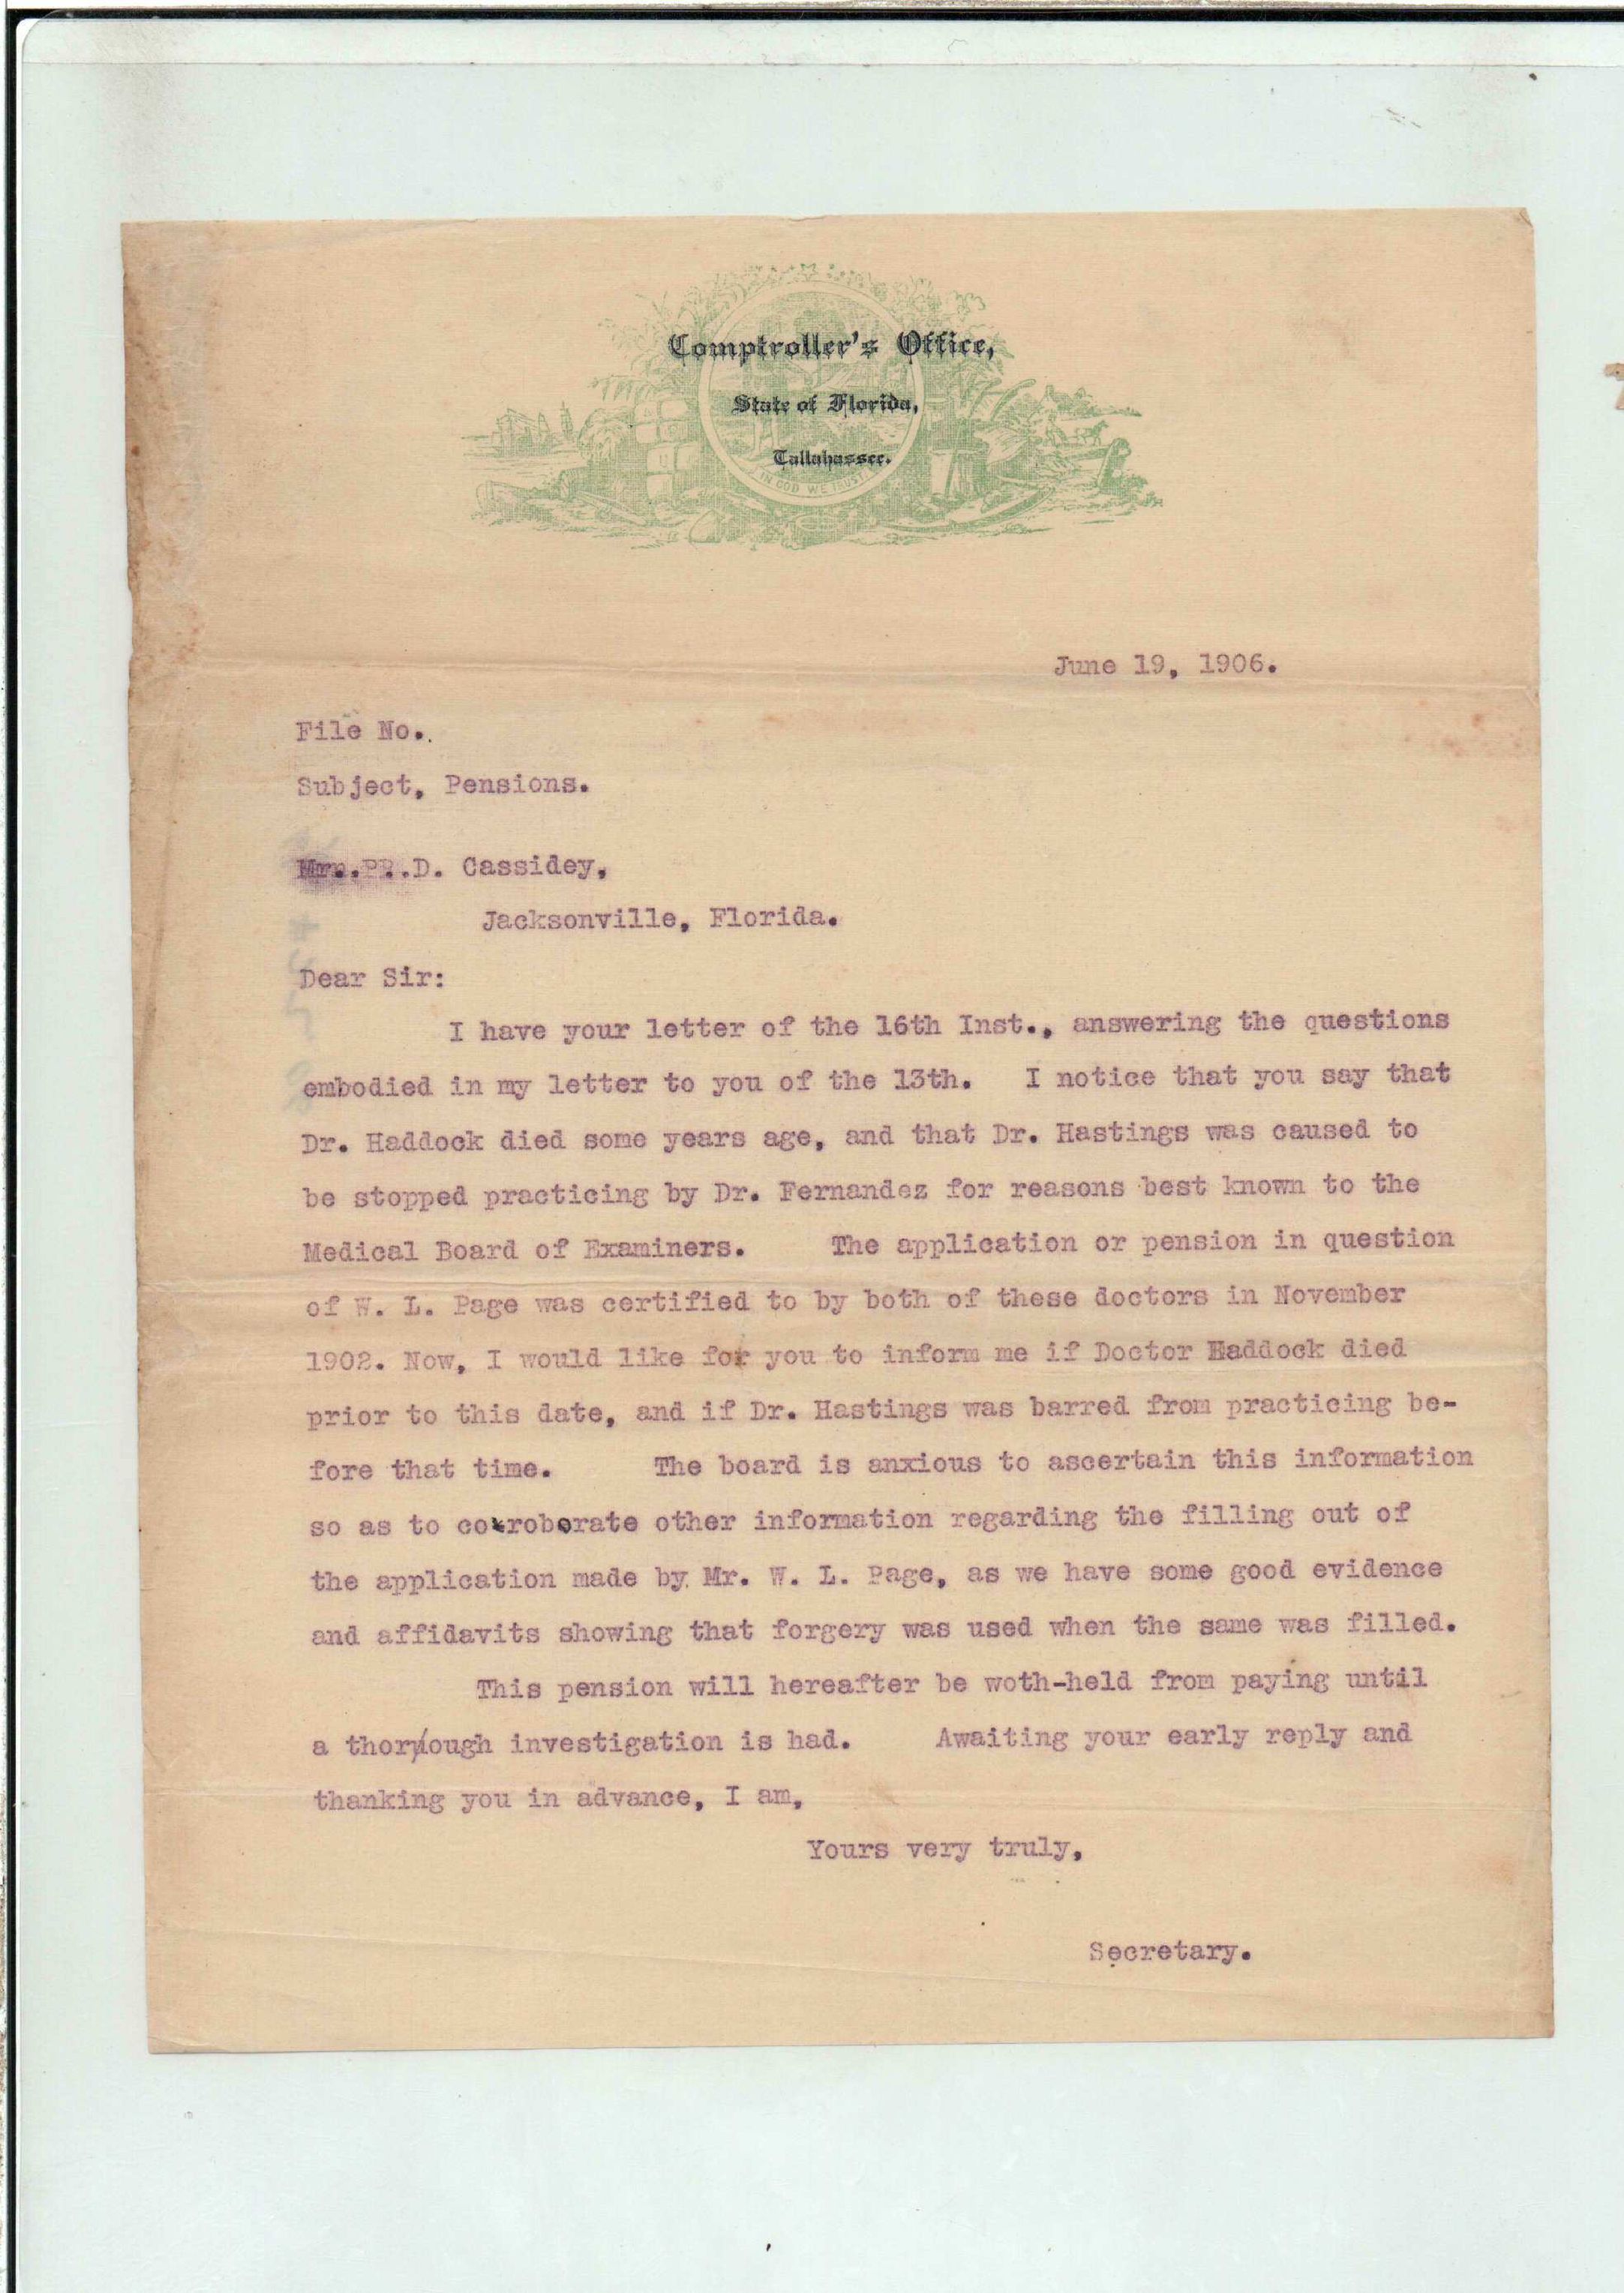 Comptroller's Office,
State of Florida,
Tallahassee.
IN GOD WE TRUST
June 19, 1906.
File No..
Subject, Pensions.
D. Cassidey,
Jacksonville, Florida.
Dear Sir:
I have your letter of the 16th Inst., answering the questions
embodied in my letter to you of the 13th. I notice that you say that
Dr. Haddock died some years age, and that Dr. Hastings was caused to
be stopped practicing by Dr. Fernandez for reasons best known to the
Medical Board of Examiners. The application or pension in question
of W. L. Page was certified to by both of these doctors in November
1902. Now, I would like for you to inform me if Doctor Haddock died
prior to this date, and if Dr. Hastings was barred from practicing be-
fore that time. The board is anxious to ascertain this information
so as to corroborate other information regarding the filling out of
the application made by Mr. W. L. Page, as we have some good evidence
and affidavits showing that forgery was used when the same was filled.
This pension will hereafter be woth-held from paying until
a thorough investigation is had. Awaiting your early reply and
thanking you in advance, I am,
Yours very truly,
Secretary.